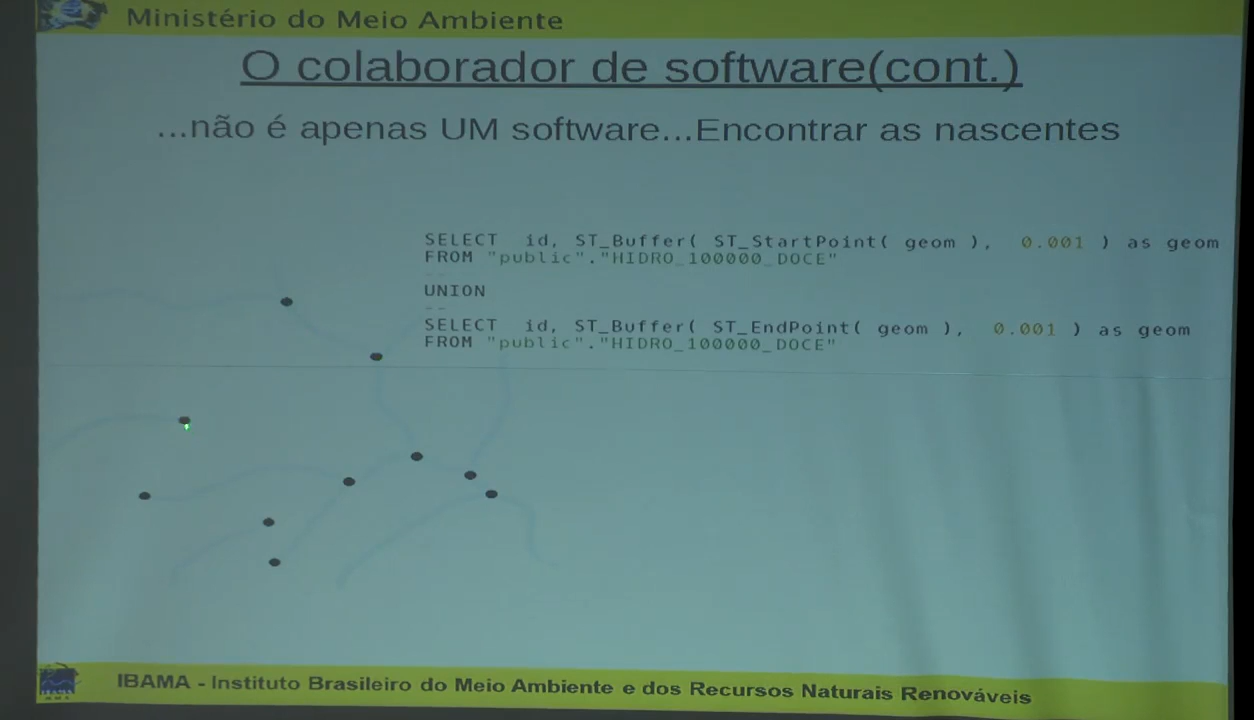 Ministério do Meio Ambiente
O colaborador de software(cont.)
...não é apenas UM software...Encontrar as nascentes
SELECT id, ST_Buffer( ST_StartPoint( geom ), 0.001 ) as geom
FROM "public"."HIDRO_100000_DOCE"
--
UNION
--
SELECT id, ST_Buffer( ST_EndPoint( geom ), 0.001 ) as geom
FROM "public"."HIDRO_100000_DOCE"
IBAMA
IBAMA - Instituto Brasileiro do Meio Ambiente e dos Recursos Naturais Renováveis